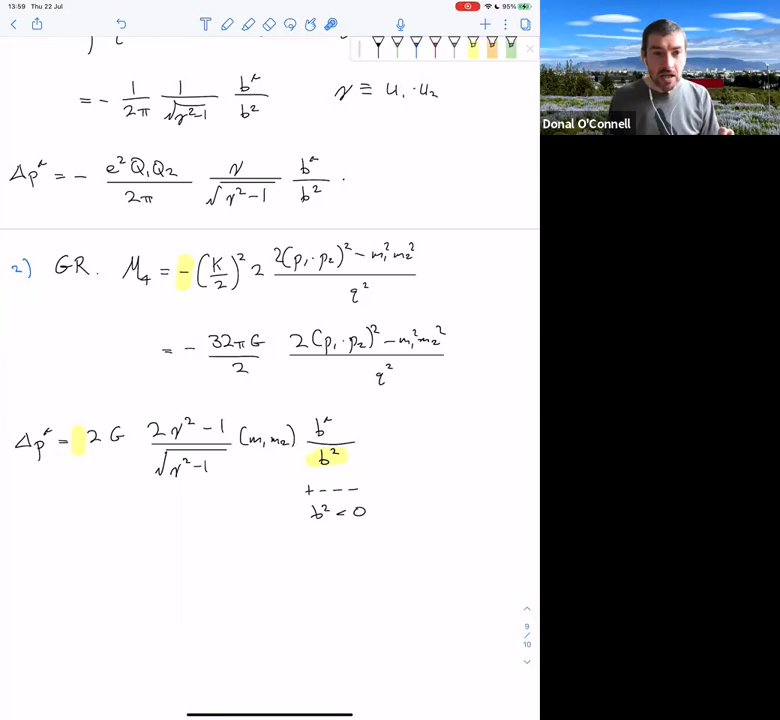 13:59 Thu 22 Jul
95%
= - 1/2π 1/√(γ²-1) b^μ/b² γ ≡ u₁·u₂
Δp^μ = - e²Q₁Q₂/2π γ/√(γ²-1) b^μ/b² .
2) GR. M₄ = -(K/2)² 2 (2(p₁·p₂)² - m₁²m₂²)/q²
= - 32πG/2 (2(p₁·p₂)² - m₁²m₂²)/q²
Δp^μ = 2G (2γ²-1)/√(γ²-1) (m₁m₂) b^μ/b²
+ - - -
b² < 0
9/10
Donal O'Connell